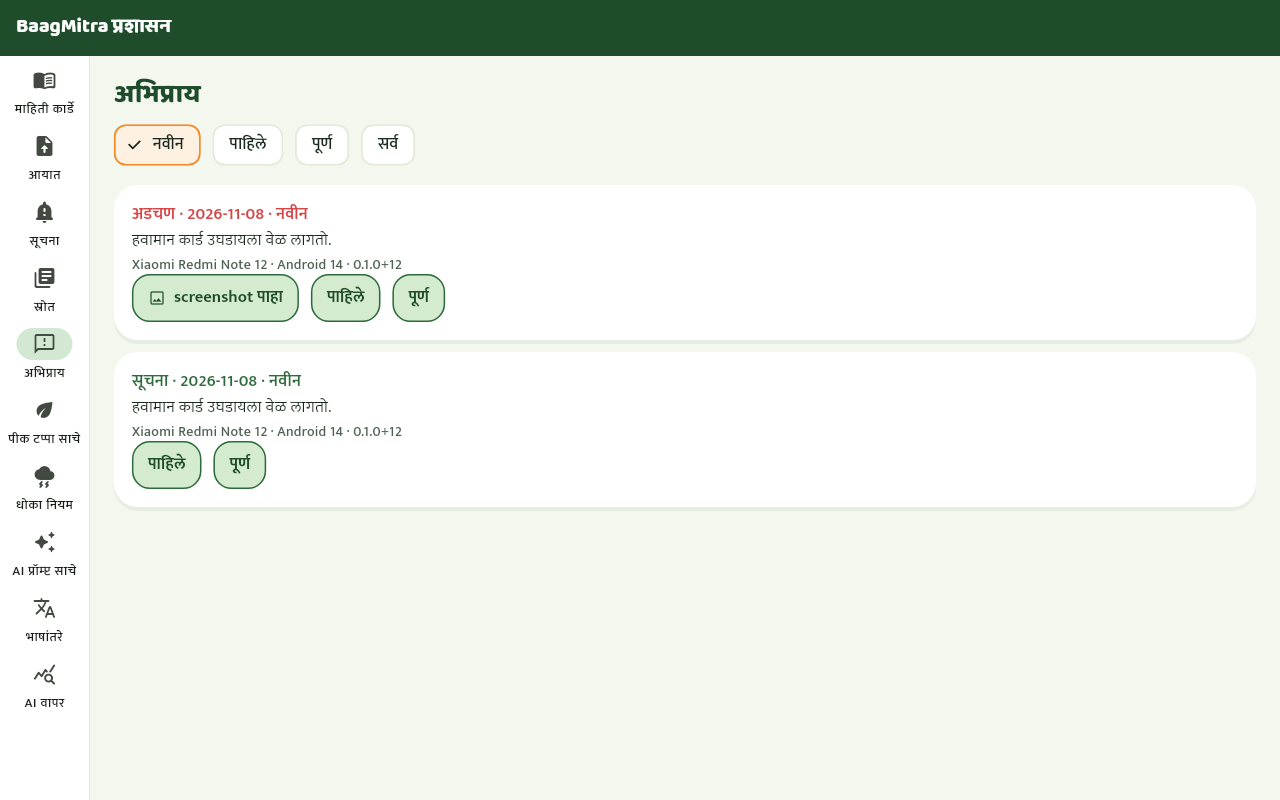 BaagMitra प्रशासन
माहिती कार्डे
आयात
सूचना
स्रोत
अभिप्राय
पीक टप्पा साचे
धोका नियम
AI प्रॉम्प्ट साचे
भाषांतरे
AI वापर
अभिप्राय
नवीन
पाहिले
पूर्ण
सर्व
अडचण · 2026-11-08 · नवीन
हवामान कार्ड उघडायला वेळ लागतो.
Xiaomi Redmi Note 12 · Android 14 · 0.1.0+12
screenshot पाहा
पाहिले
पूर्ण
सूचना · 2026-11-08 · नवीन
हवामान कार्ड उघडायला वेळ लागतो.
Xiaomi Redmi Note 12 · Android 14 · 0.1.0+12
पाहिले
पूर्ण